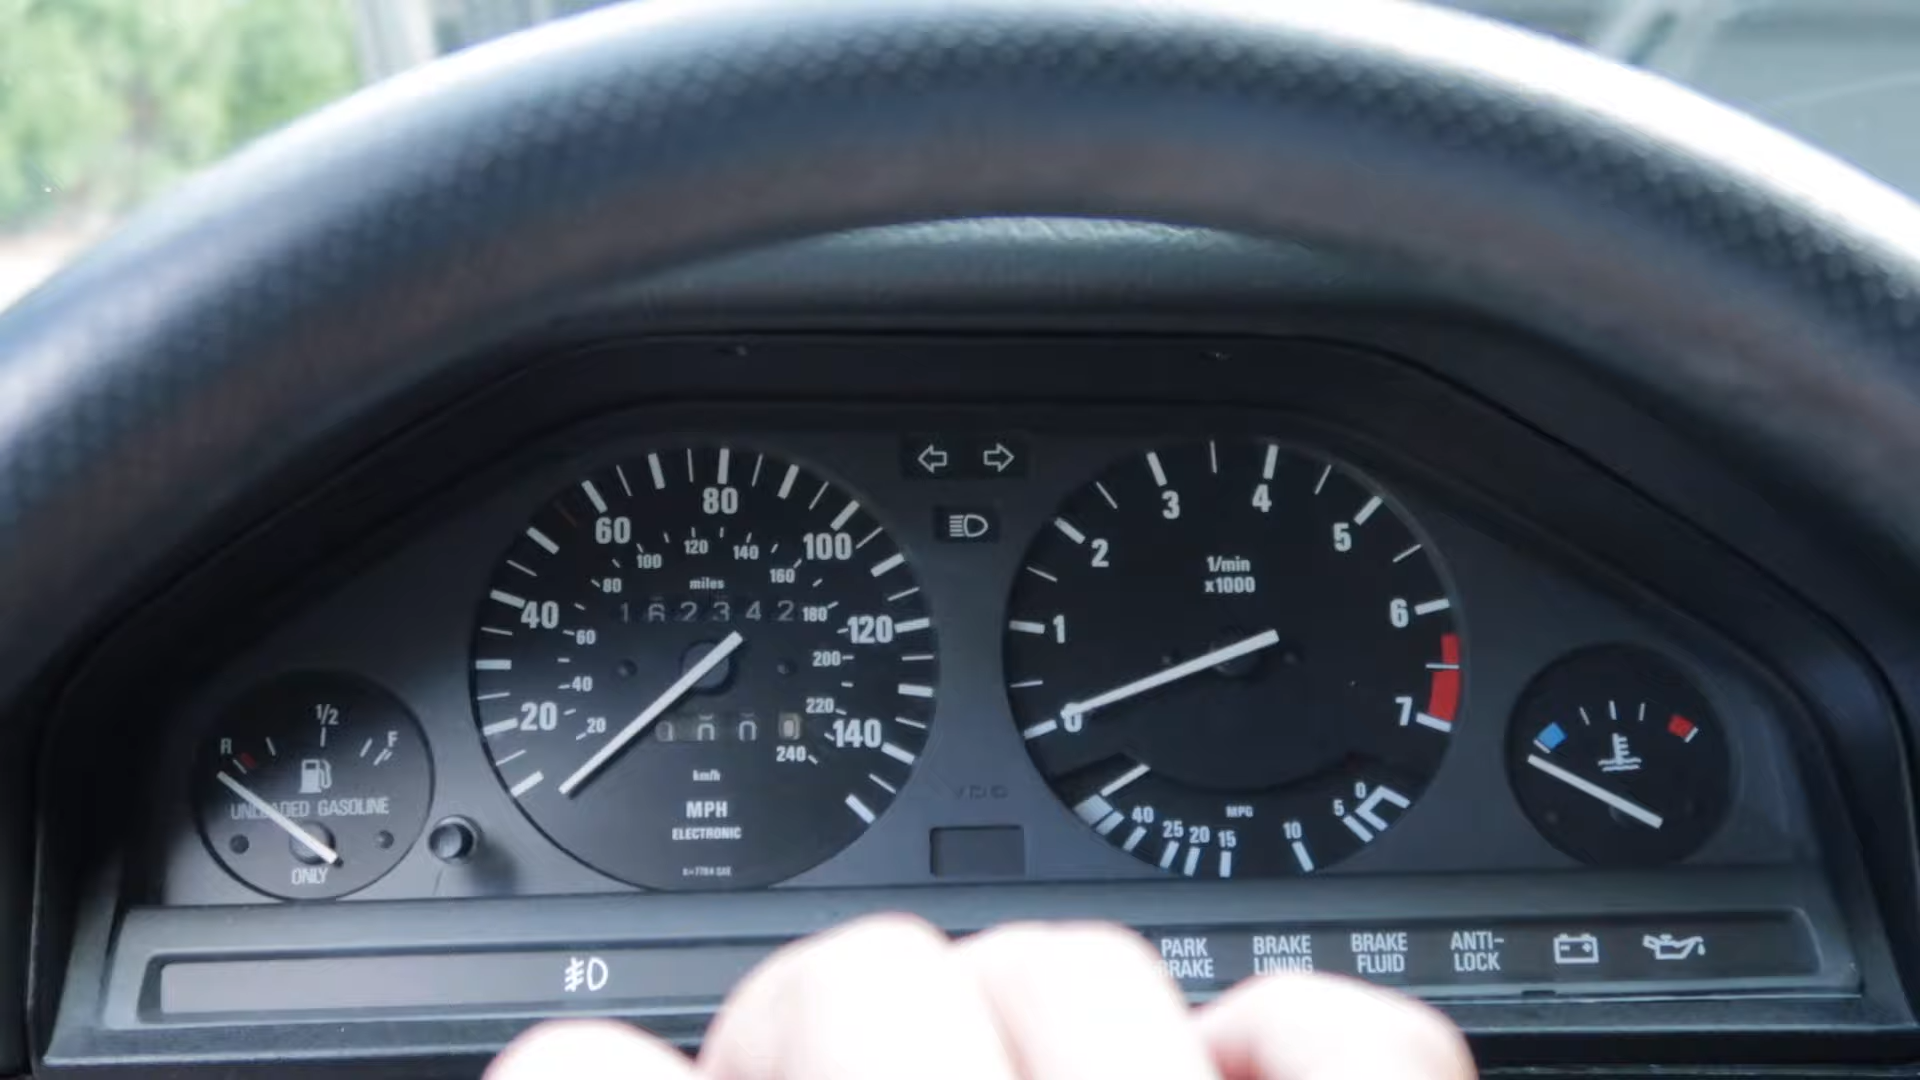 R 1/2 F
UNLEADED GASOLINE
ONLY
20 40 60 80 100 120 140
20 40 60 80 100 120 140 160 180 200 220 240
miles
162342
km/h
MPH
ELECTRONIC
0 1 2 3 4 5 6 7
1/min
x1000
VDO
MPG
40 25 20 15 10 5 0
PARK
BRAKE
BRAKE
LINING
BRAKE
FLUID
ANTI-
LOCK